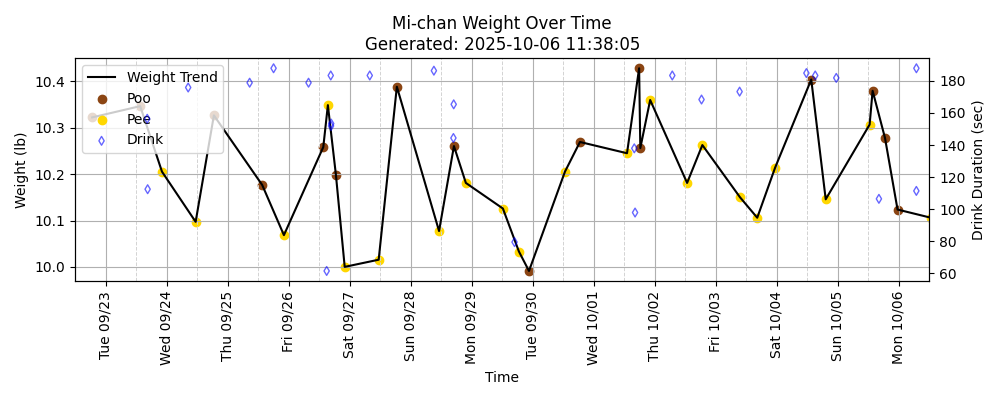 Mi-chan Weight Over Time
Generated: 2025-10-06 11:38:05
Weight Trend
Poo
Pee
Drink
Weight (lb)
10.4
10.3
10.2
10.1
10.0
Drink Duration (sec)
180
160
140
120
100
80
60
Tue 09/23
Wed 09/24
Thu 09/25
Fri 09/26
Sat 09/27
Sun 09/28
Mon 09/29
Tue 09/30
Wed 10/01
Thu 10/02
Fri 10/03
Sat 10/04
Sun 10/05
Mon 10/06
Time